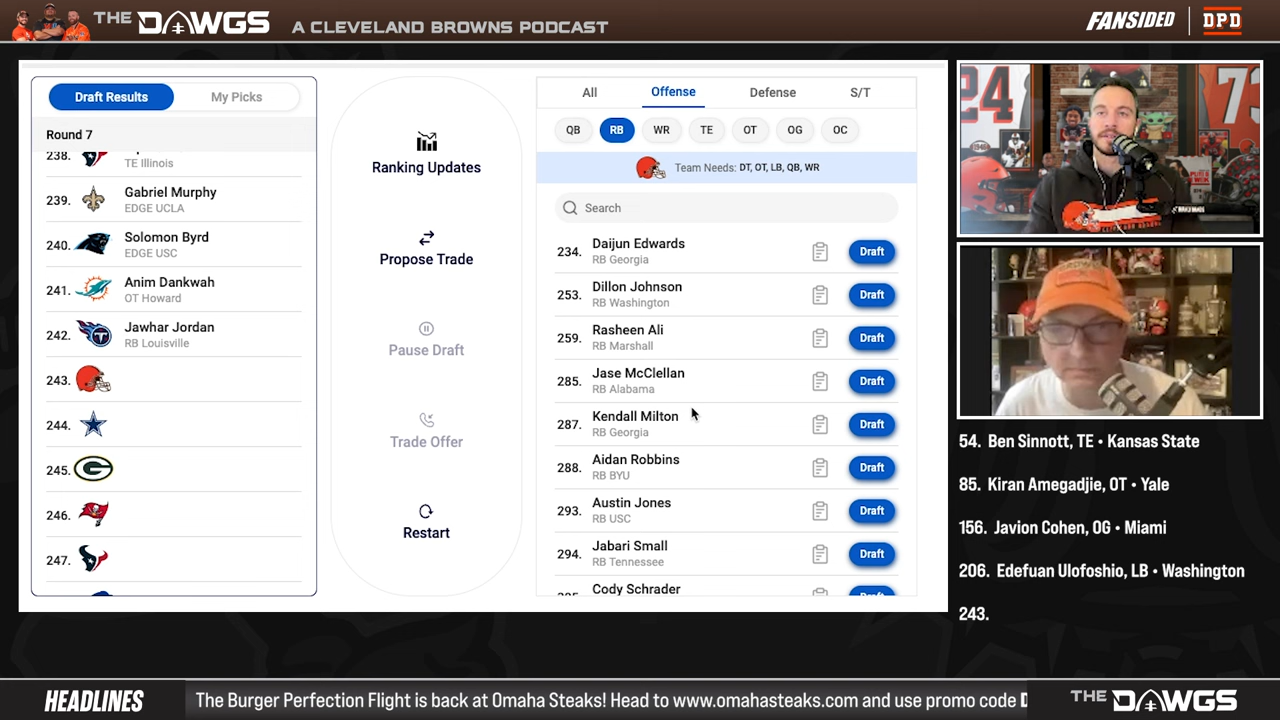 THE DAWGS A CLEVELAND BROWNS PODCAST
FANSIDED DPD
Draft Results
My Picks
Round 7
238.
TE Illinois
239. Gabriel Murphy
EDGE UCLA
240. Solomon Byrd
EDGE USC
241. Anim Dankwah
OT Howard
242. Jawhar Jordan
RB Louisville
243.
244.
245.
246.
247.
Ranking Updates
Propose Trade
Pause Draft
Trade Offer
Restart
All Offense Defense S/T
QB RB WR TE OT OG OC
Team Needs: DT, OT, LB, QB, WR
Search
234. Daijun Edwards Draft
RB Georgia
253. Dillon Johnson Draft
RB Washington
259. Rasheen Ali Draft
RB Marshall
285. Jase McClellan Draft
RB Alabama
287. Kendall Milton Draft
RB Georgia
288. Aidan Robbins Draft
RB BYU
293. Austin Jones Draft
RB USC
294. Jabari Small Draft
RB Tennessee
Cody Schrader
24
73
54. Ben Sinnott, TE • Kansas State
85. Kiran Amegadjie, OT • Yale
156. Javion Cohen, OG • Miami
206. Edefuan Ulofoshio, LB • Washington
243.
HEADLINES The Burger Perfection Flight is back at Omaha Steaks! Head to www.omahasteaks.com and use promo code D
THE DAWGS